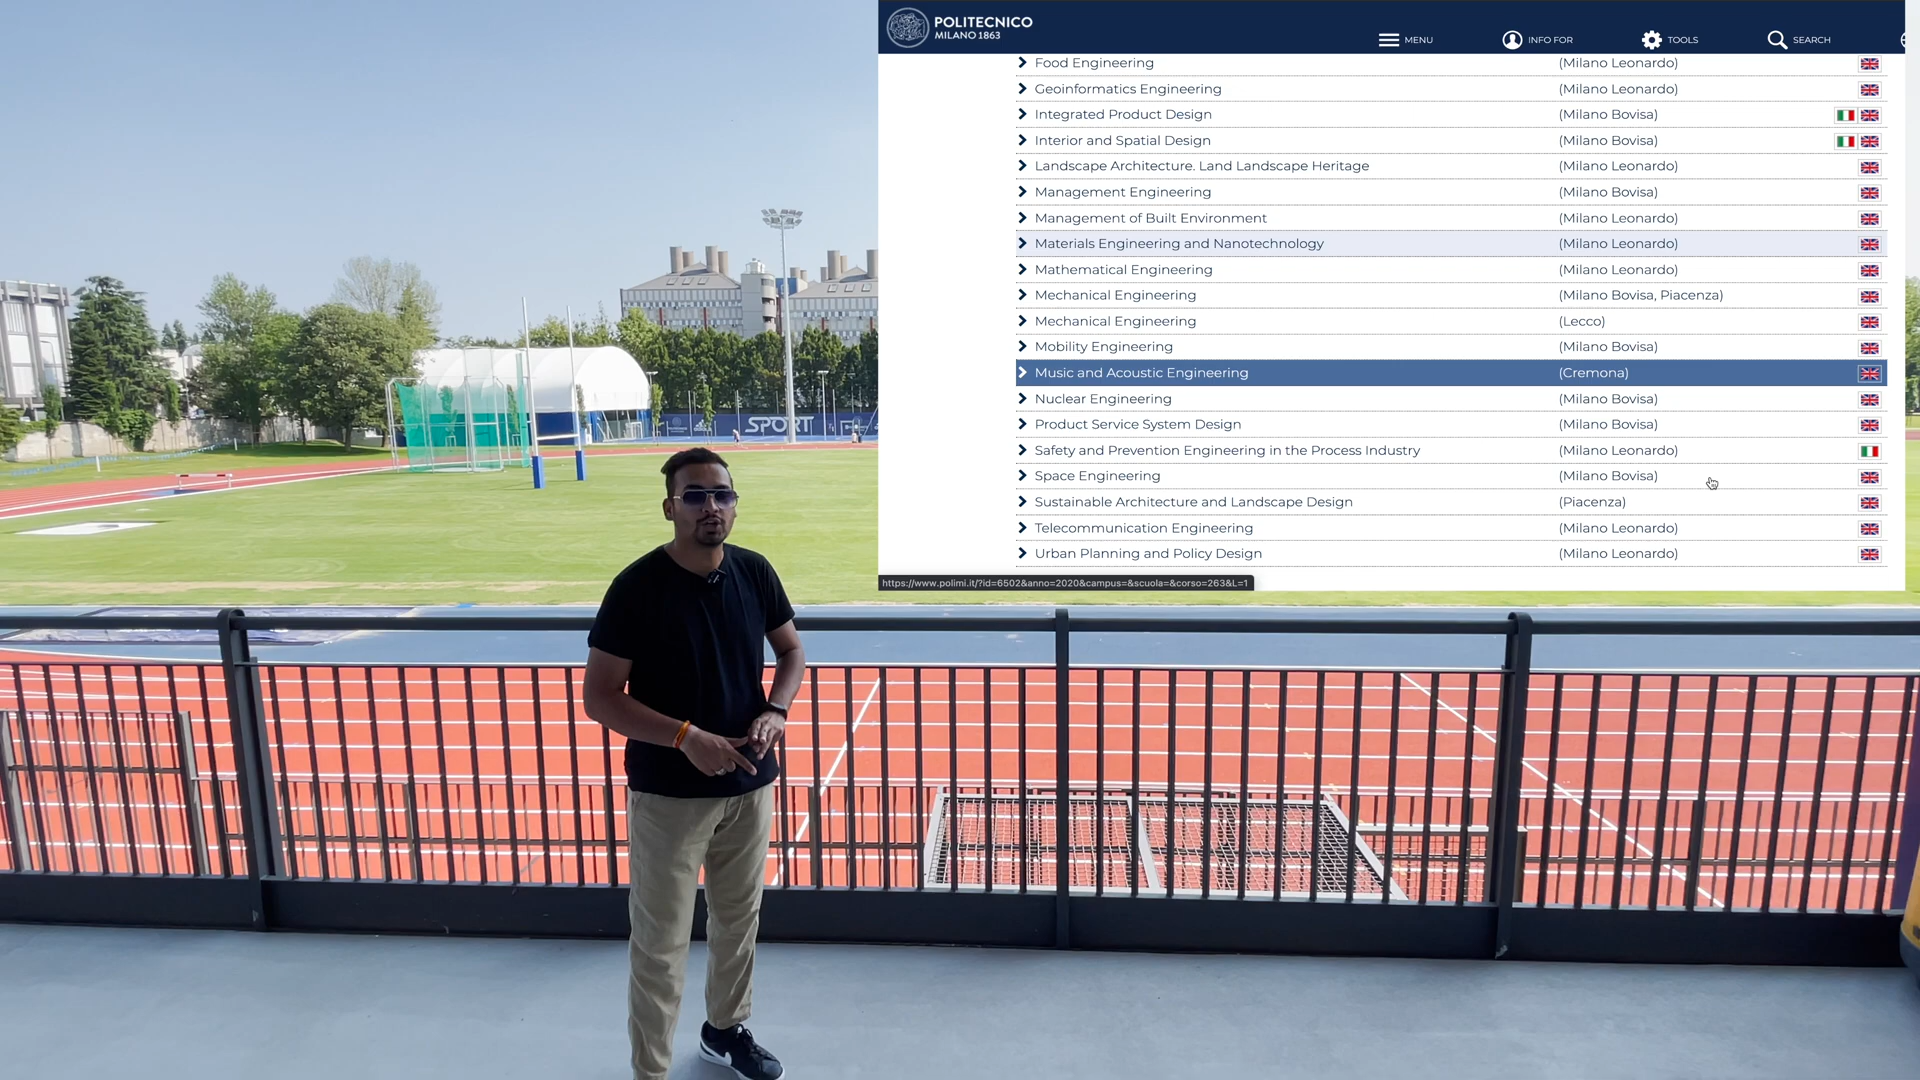 POLITECNICO
MILANO 1863
MENU
INFO FOR
TOOLS
SEARCH
Food Engineering (Milano Leonardo)
Geoinformatics Engineering (Milano Leonardo)
Integrated Product Design (Milano Bovisa)
Interior and Spatial Design (Milano Bovisa)
Landscape Architecture. Land Landscape Heritage (Milano Leonardo)
Management Engineering (Milano Bovisa)
Management of Built Environment (Milano Leonardo)
Materials Engineering and Nanotechnology (Milano Leonardo)
Mathematical Engineering (Milano Leonardo)
Mechanical Engineering (Milano Bovisa, Piacenza)
Mechanical Engineering (Lecco)
Mobility Engineering (Milano Bovisa)
Music and Acoustic Engineering (Cremona)
Nuclear Engineering (Milano Bovisa)
Product Service System Design (Milano Bovisa)
Safety and Prevention Engineering in the Process Industry (Milano Leonardo)
Space Engineering (Milano Bovisa)
Sustainable Architecture and Landscape Design (Piacenza)
Telecommunication Engineering (Milano Leonardo)
Urban Planning and Policy Design (Milano Leonardo)
https://www.polimi.it/?id=6502&anno=2020&campus=&scuola=&corso=263&L=1
SPORT